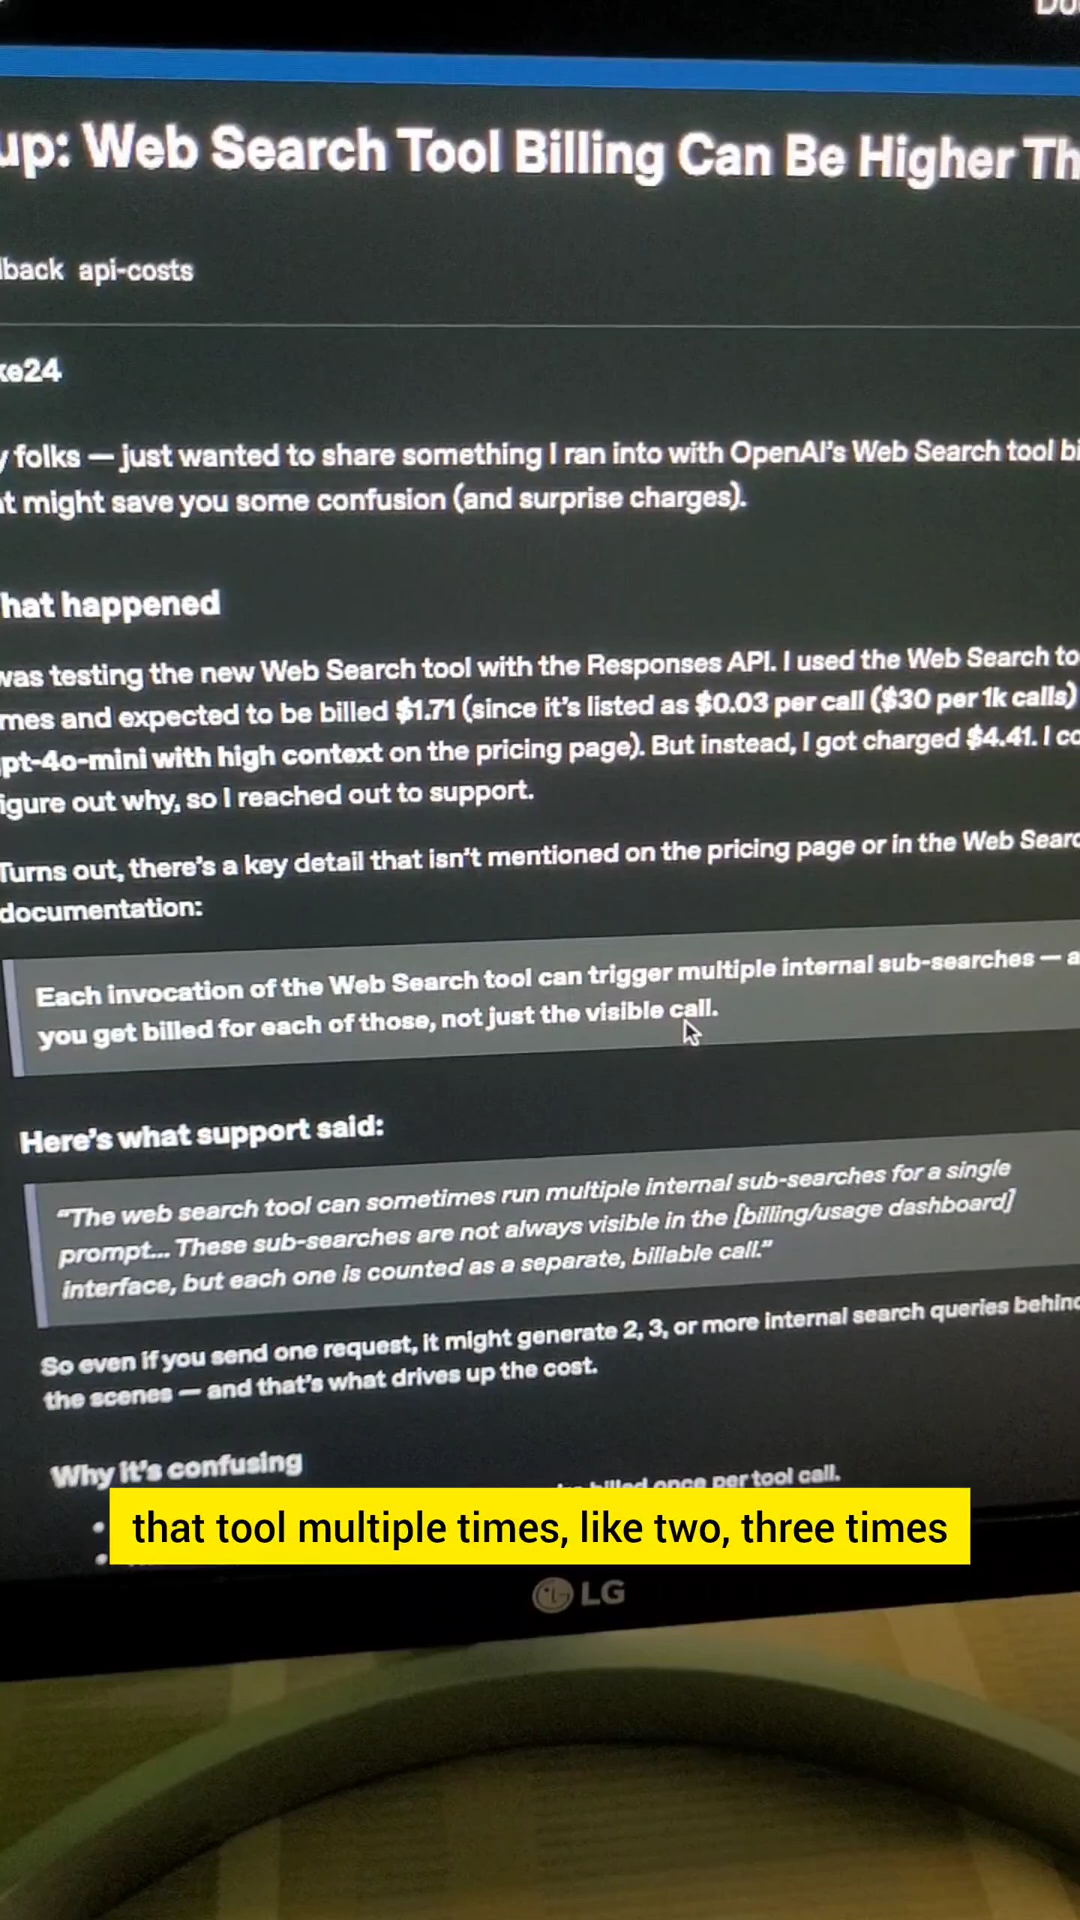 up: Web Search Tool Billing Can Be Higher Th
lback api-costs
ke24
y folks — just wanted to share something I ran into with OpenAI's Web Search tool bi
t might save you some confusion (and surprise charges).
hat happened
was testing the new Web Search tool with the Responses API. I used the Web Search to
mes and expected to be billed $1.71 (since it's listed as $0.03 per call ($30 per 1k calls)
pt-4o-mini with high context on the pricing page). But instead, I got charged $4.41. I co
igure out why, so I reached out to support.
Turns out, there's a key detail that isn't mentioned on the pricing page or in the Web Searc
documentation:
Each invocation of the Web Search tool can trigger multiple internal sub-searches — a
you get billed for each of those, not just the visible call.
Here's what support said:
"The web search tool can sometimes run multiple internal sub-searches for a single
prompt... These sub-searches are not always visible in the [billing/usage dashboard]
interface, but each one is counted as a separate, billable call."
So even if you send one request, it might generate 2, 3, or more internal search queries behind
the scenes — and that's what drives up the cost.
Why it's confusing
billed once per tool call.
that tool multiple times, like two, three times
LG